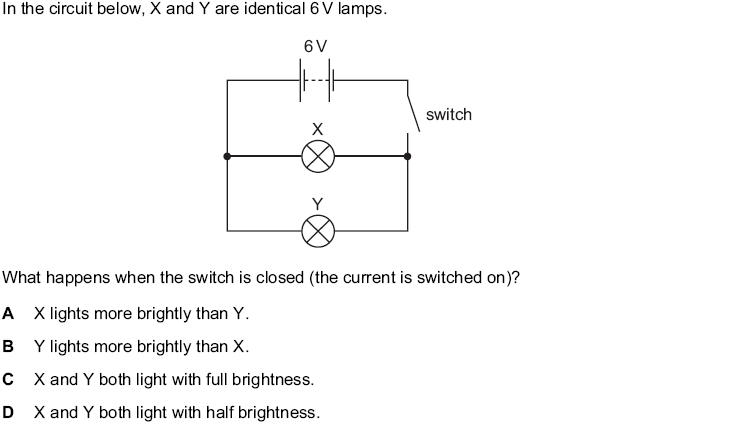 In the circuit below, X and Y are identical 6 V lamps.
6 V
switch
X
Y
What happens when the switch is closed (the current is switched on)?
A X lights more brightly than Y.
B Y lights more brightly than X.
C X and Y both light with full brightness.
D X and Y both light with half brightness.